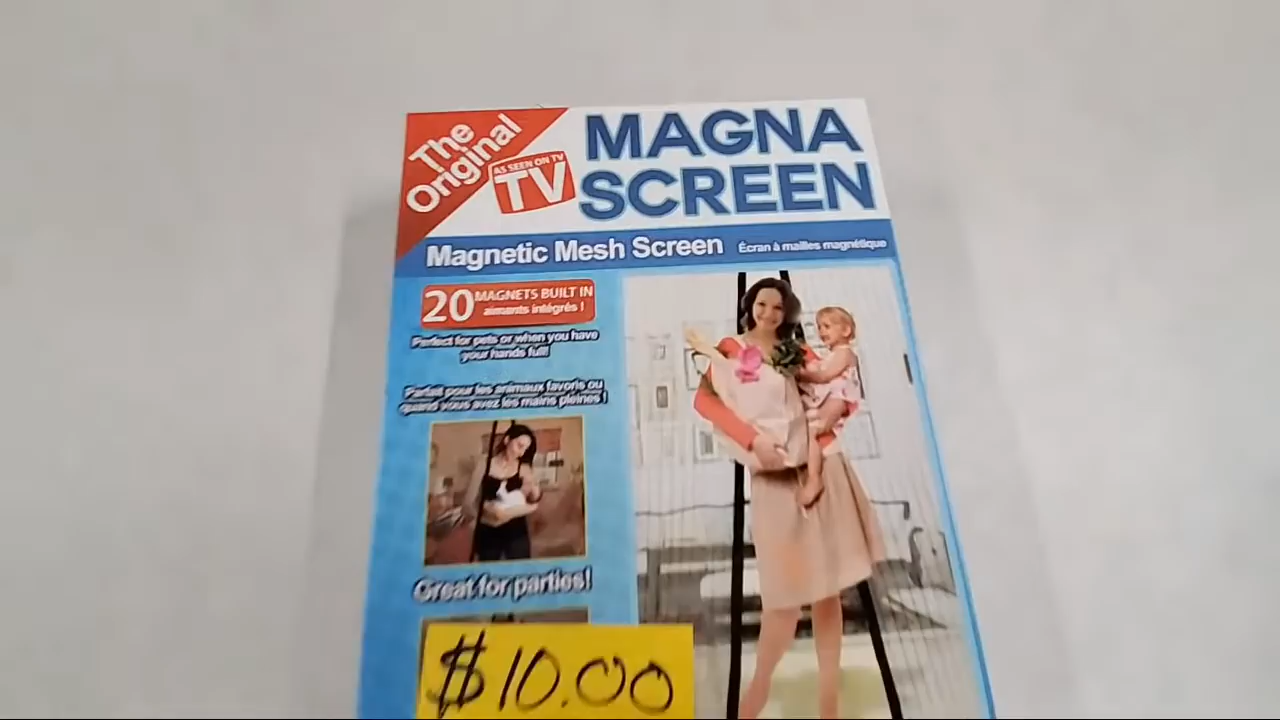 The
Original
AS SEEN ON TV
TV
MAGNA
SCREEN
Magnetic Mesh Screen
Écran à mailles magnétique
20 MAGNETS BUILT IN
aimants intégrés !
Perfect for pets or when you have
your hands full!
Parfait pour les animaux favoris ou
quand vous avez les mains pleines !
Great for parties!
$10.00